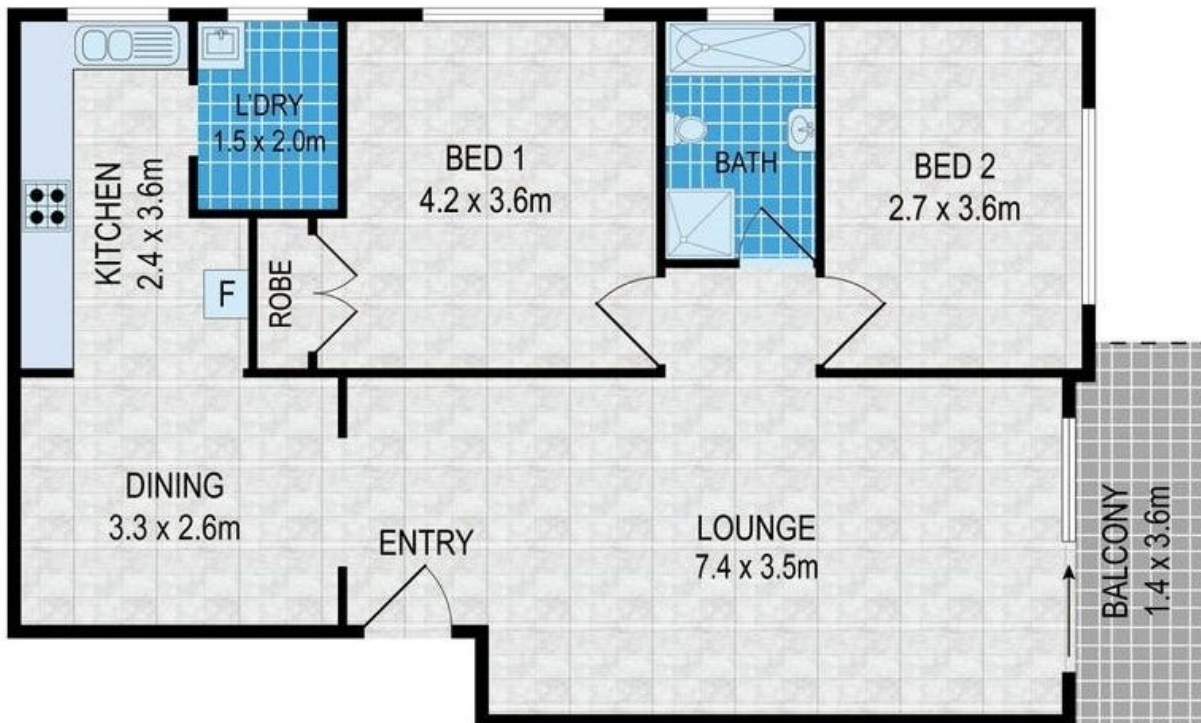 L'DRY
1.5 x 2.0m
KITCHEN
2.4 x 3.6m
F
ROBE
BED 1
4.2 x 3.6m
BATH
BED 2
2.7 x 3.6m
DINING
3.3 x 2.6m
ENTRY
LOUNGE
7.4 x 3.5m
BALCONY
1.4 x 3.6m